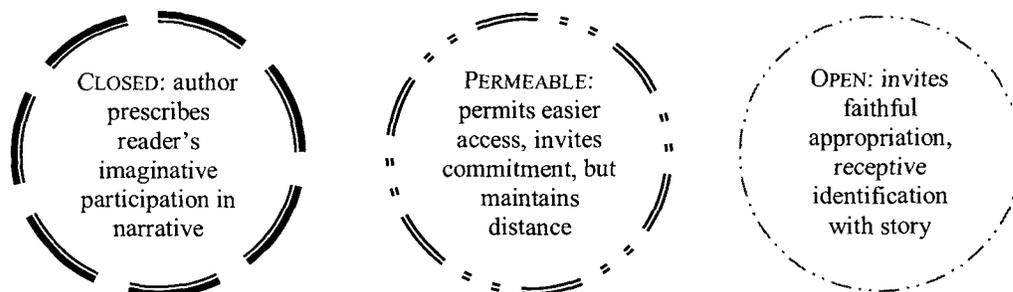 CLOSED: author
prescribes
reader's
imaginative
participation in
narrative
PERMEABLE:
permits easier
access, invites
commitment, but
maintains
distance
OPEN: invites
faithful
appropriation,
receptive
identification
with story